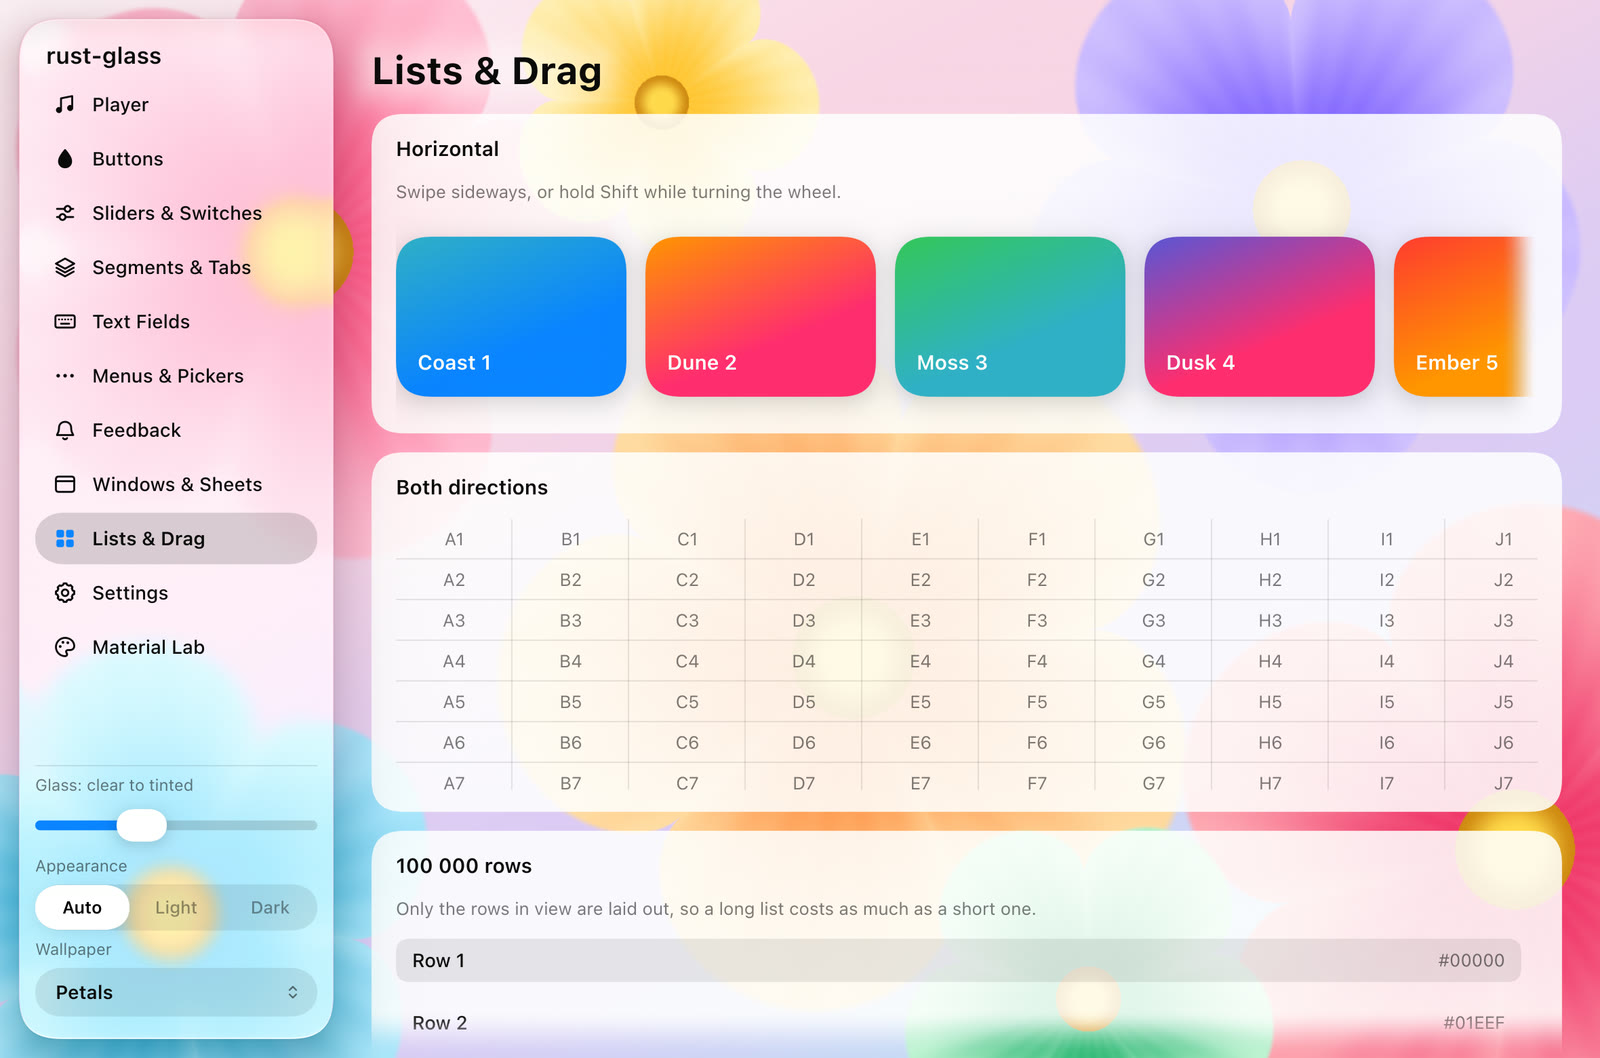 rust-glass
Player
Buttons
Sliders & Switches
Segments & Tabs
Text Fields
Menus & Pickers
Feedback
Windows & Sheets
Lists & Drag
Settings
Material Lab
Glass: clear to tinted
Appearance
Auto Light Dark
Wallpaper
Petals
Lists & Drag
Horizontal
Swipe sideways, or hold Shift while turning the wheel.
Coast 1 Dune 2 Moss 3 Dusk 4 Ember 5
Both directions
A1 B1 C1 D1 E1 F1 G1 H1 I1 J1
A2 B2 C2 D2 E2 F2 G2 H2 I2 J2
A3 B3 C3 D3 E3 F3 G3 H3 I3 J3
A4 B4 C4 D4 E4 F4 G4 H4 I4 J4
A5 B5 C5 D5 E5 F5 G5 H5 I5 J5
A6 B6 C6 D6 E6 F6 G6 H6 I6 J6
A7 B7 C7 D7 E7 F7 G7 H7 I7 J7
100 000 rows
Only the rows in view are laid out, so a long list costs as much as a short one.
Row 1 #00000
Row 2 #01EEF